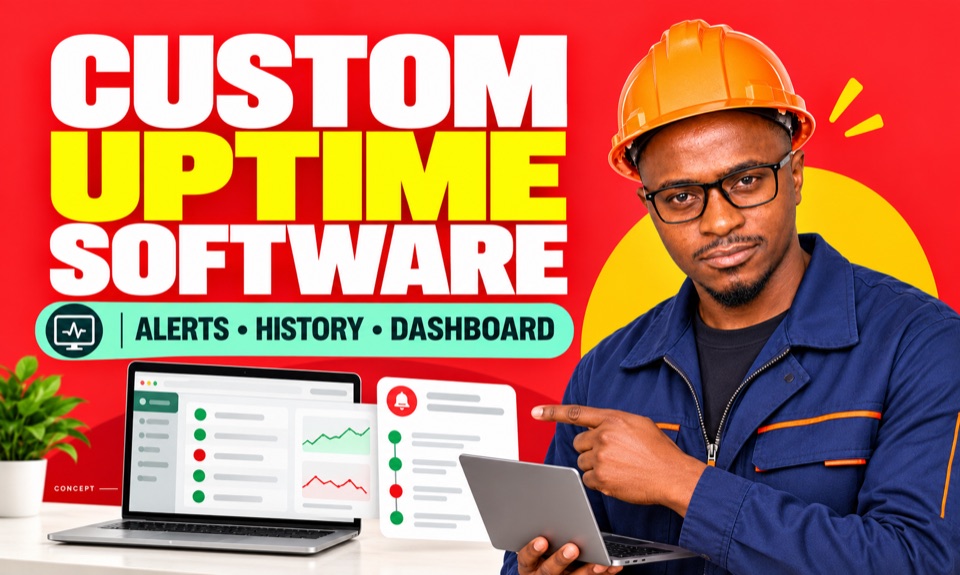 CUSTOM
UPTIME
SOFTWARE
ALERTS • HISTORY • DASHBOARD
CONCEPT